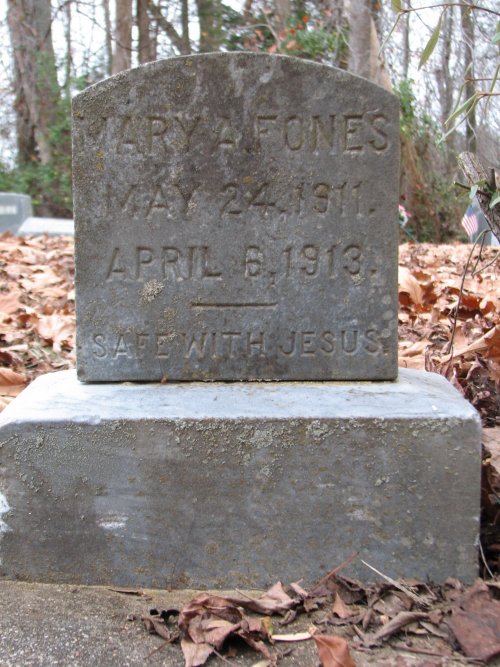 MARY A. FONES
MAY 24, 1911.
APRIL 6, 1913.
SAFE WITH JESUS.